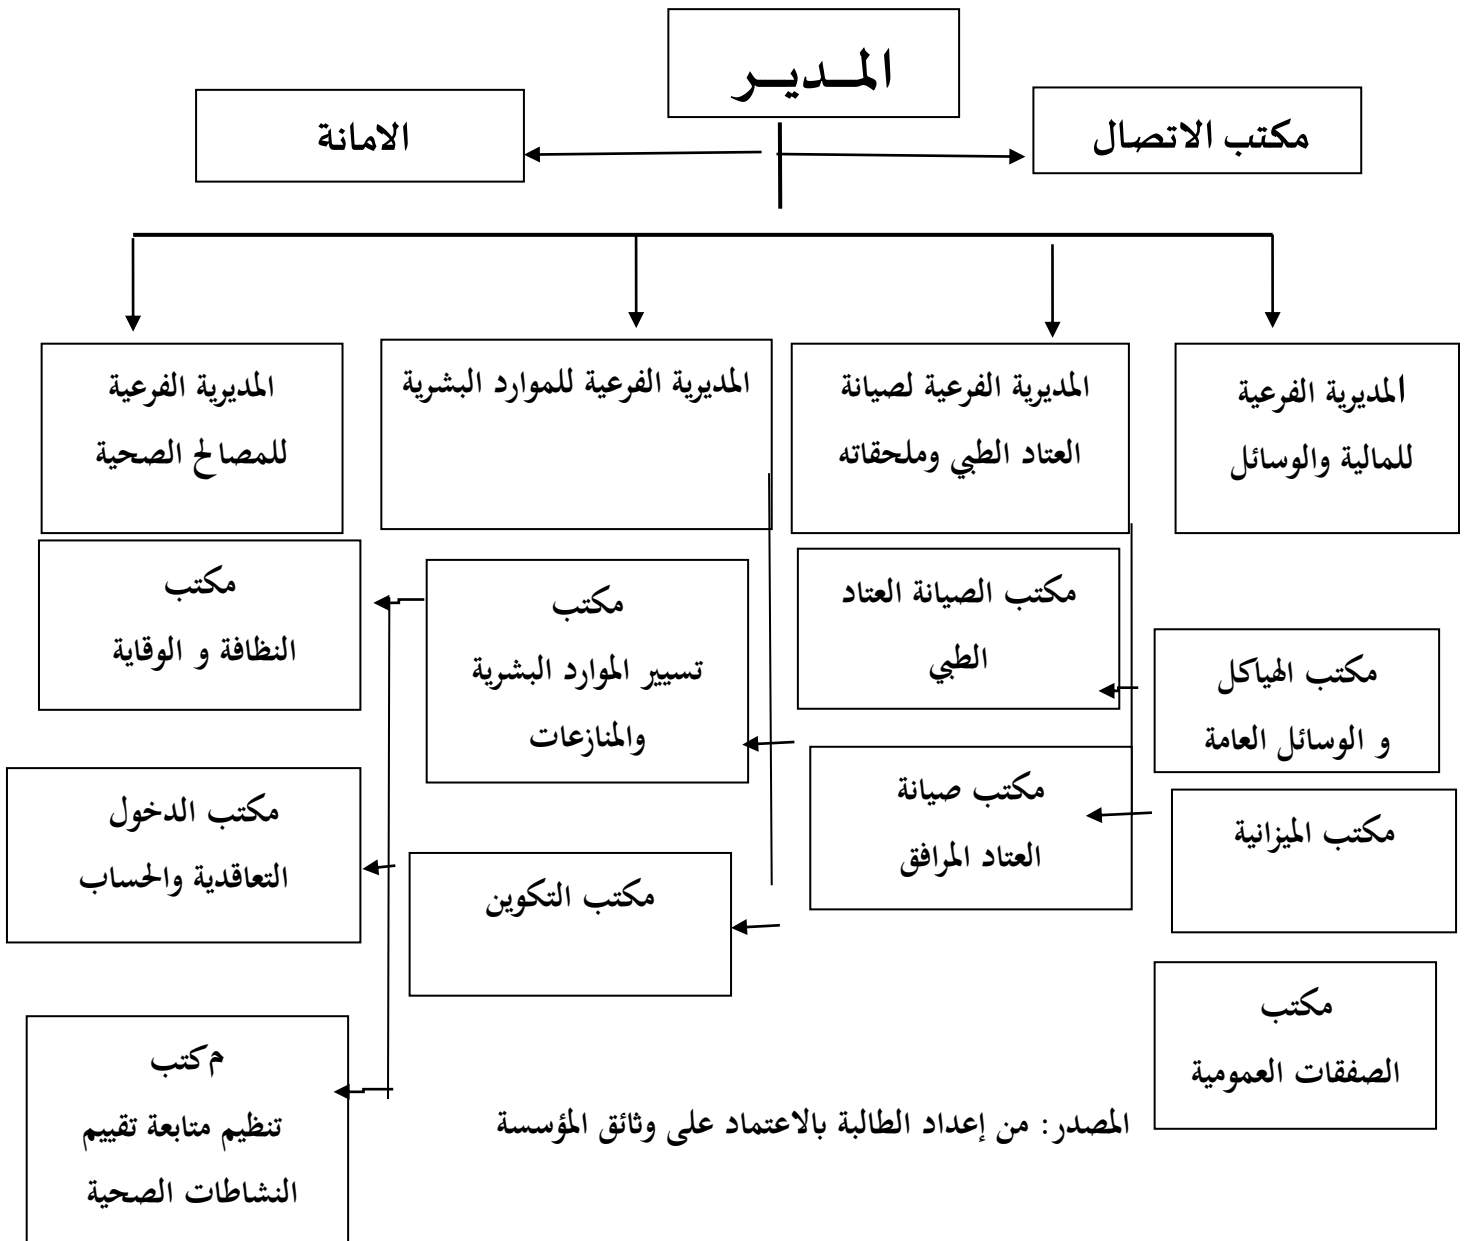 المـــديـــر
مكتب الاتصال
الامانة
المديرية الفرعية
للمالية والوسائل
المديرية الفرعية لصيانة
العتاد الطبي وملحقاته
المديرية الفرعية للموارد البشرية
المديرية الفرعية
للمصالح الصحية
مكتب الهياكل
و الوسائل العامة
مكتب الميزانية
مكتب
الصفقات العمومية
مكتب الصيانة العتاد
الطبي
مكتب صيانة
العتاد المرافق
مكتب
تسيير الموارد البشرية
والمنازعات
مكتب التكوين
مكتب
النظافة و الوقاية
مكتب الدخول
التعاقدية والحساب
مكتب
تنظيم متابعة تقييم
النشاطات الصحية
المصدر: من إعداد الطالبة بالاعتماد على وثائق المؤسسة